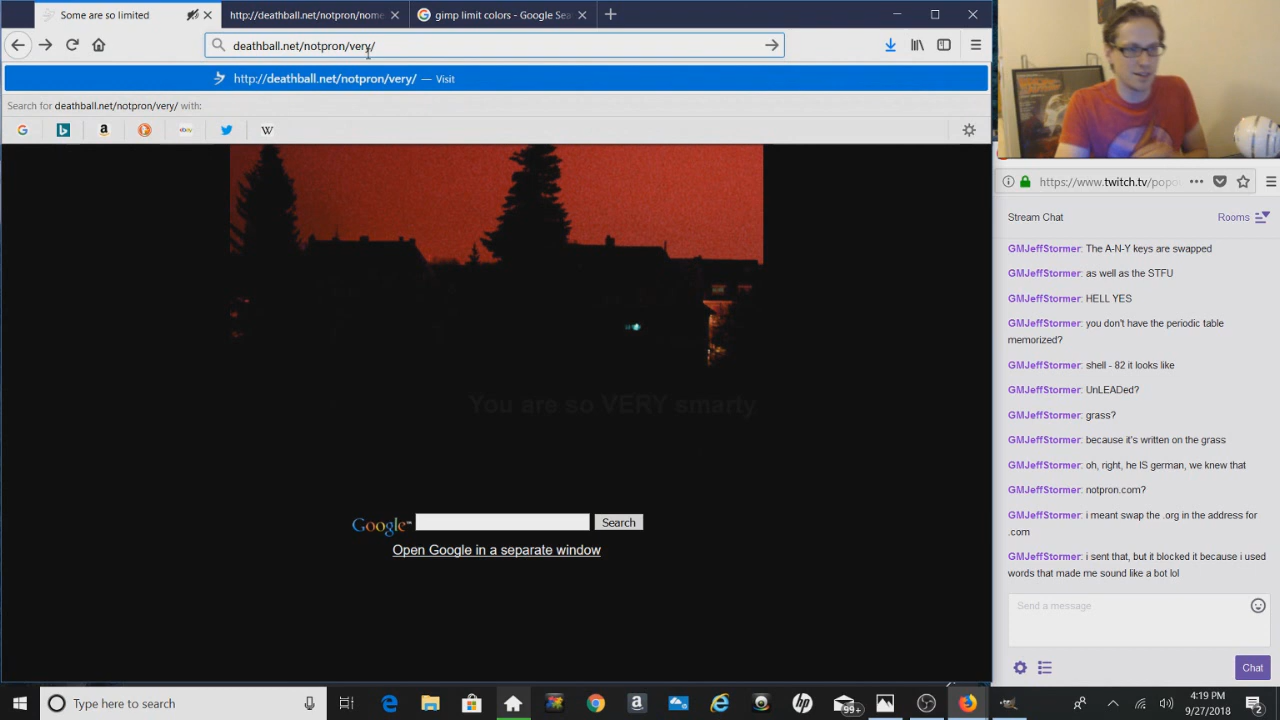 Some are so limited
http://deathball.net/notpron/nome
gimp limit colors - Google Sea
deathball.net/notpron/very/
http://deathball.net/notpron/very/ — Visit
Search for deathball.net/notpron/very/ with:
G
a
ebay
W
https://www.twitch.tv/popo
Stream Chat
Rooms
GMJeffStormer: The A-N-Y keys are swapped
GMJeffStormer: as well as the STFU
GMJeffStormer: HELL YES
GMJeffStormer: you don't have the periodic table
memorized?
GMJeffStormer: shell - 82 it looks like
GMJeffStormer: UnLEADed?
GMJeffStormer: grass?
GMJeffStormer: because it's written on the grass
GMJeffStormer: oh, right, he IS german, we knew that
GMJeffStormer: notpron.com?
GMJeffStormer: i meant swap the .org in the address for
.com
GMJeffStormer: i sent that, but it blocked it because i used
words that made me sound like a bot lol
You are so VERY smarty
Google™
Search
Open Google in a separate window
Send a message
Chat
Type here to search
a
hp
99+
4:19 PM
9/27/2018
2